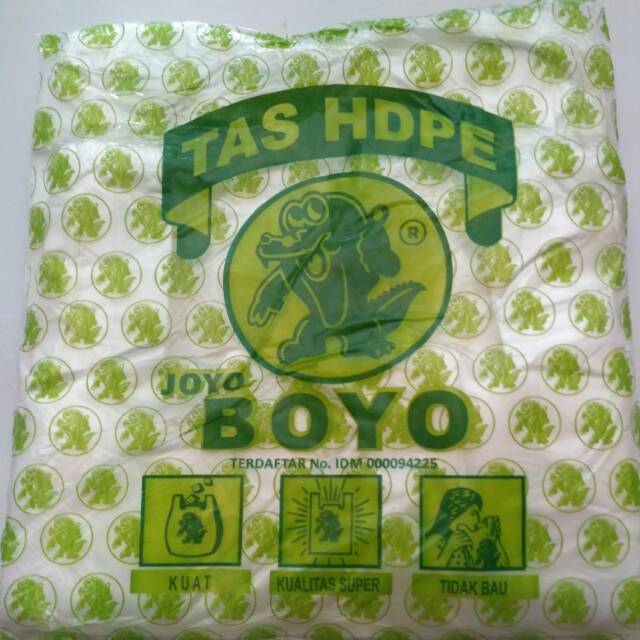 TAS HDPE
®
JOYO
BOYO
TERDAFTAR No. IDM 000094225
KUAT
KUALITAS SUPER
TIDAK BAU